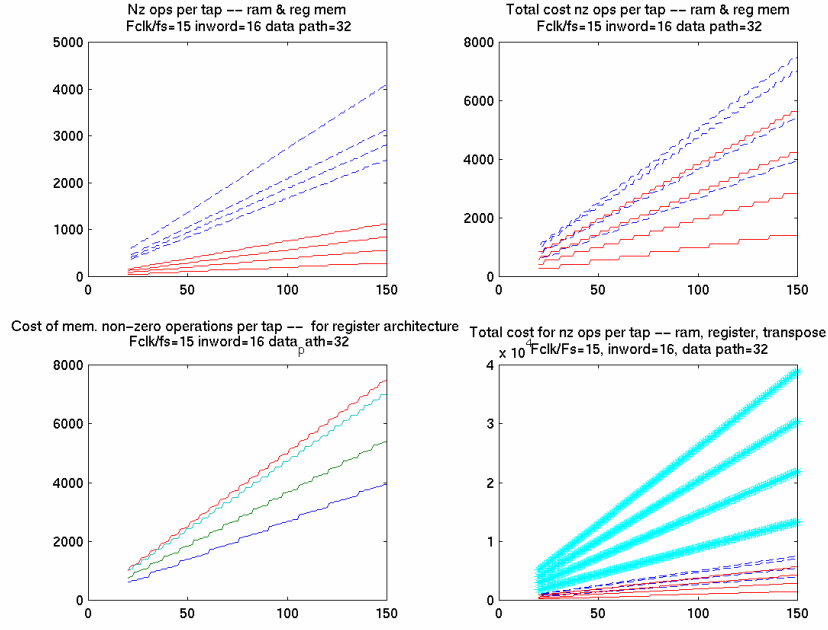 Nz ops per tap -- ram & reg mem
Fclk/fs=15 inword=16 data path=32
5000
4000
3000
2000
1000
0
0 50 100 150
Total cost nz ops per tap -- ram & reg mem
Fclk/fs=15 inword=16 data path=32
8000
6000
4000
2000
0
0 50 100 150
Cost of mem. non-zero operations per tap -- for register architecture
Fclk/fs=15 inword=16 data_path=32
8000
6000
4000
2000
0
0 50 100 150
Total cost for nz ops per tap -- ram, register, transpose
x 10^4
Fclk/Fs=15, inword=16, data path=32
4
3
2
1
0
0 50 100 150